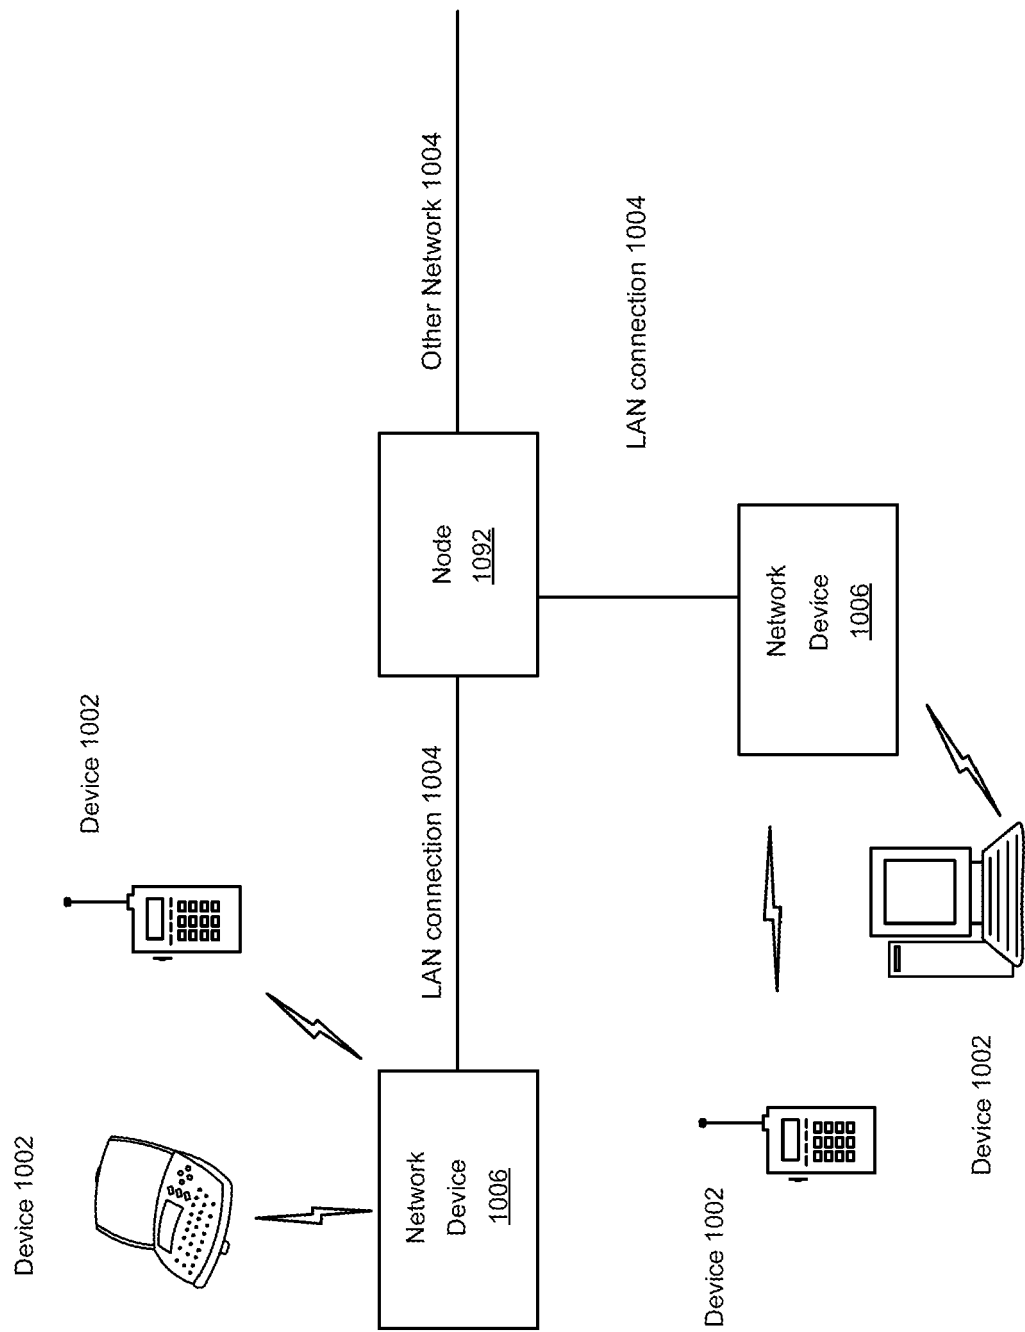 Device 1002
Device 1002
Network
Device
1006
LAN connection 1004
Node
1092
Other Network 1004
LAN connection 1004
Network
Device
1006
Device 1002
Device 1002